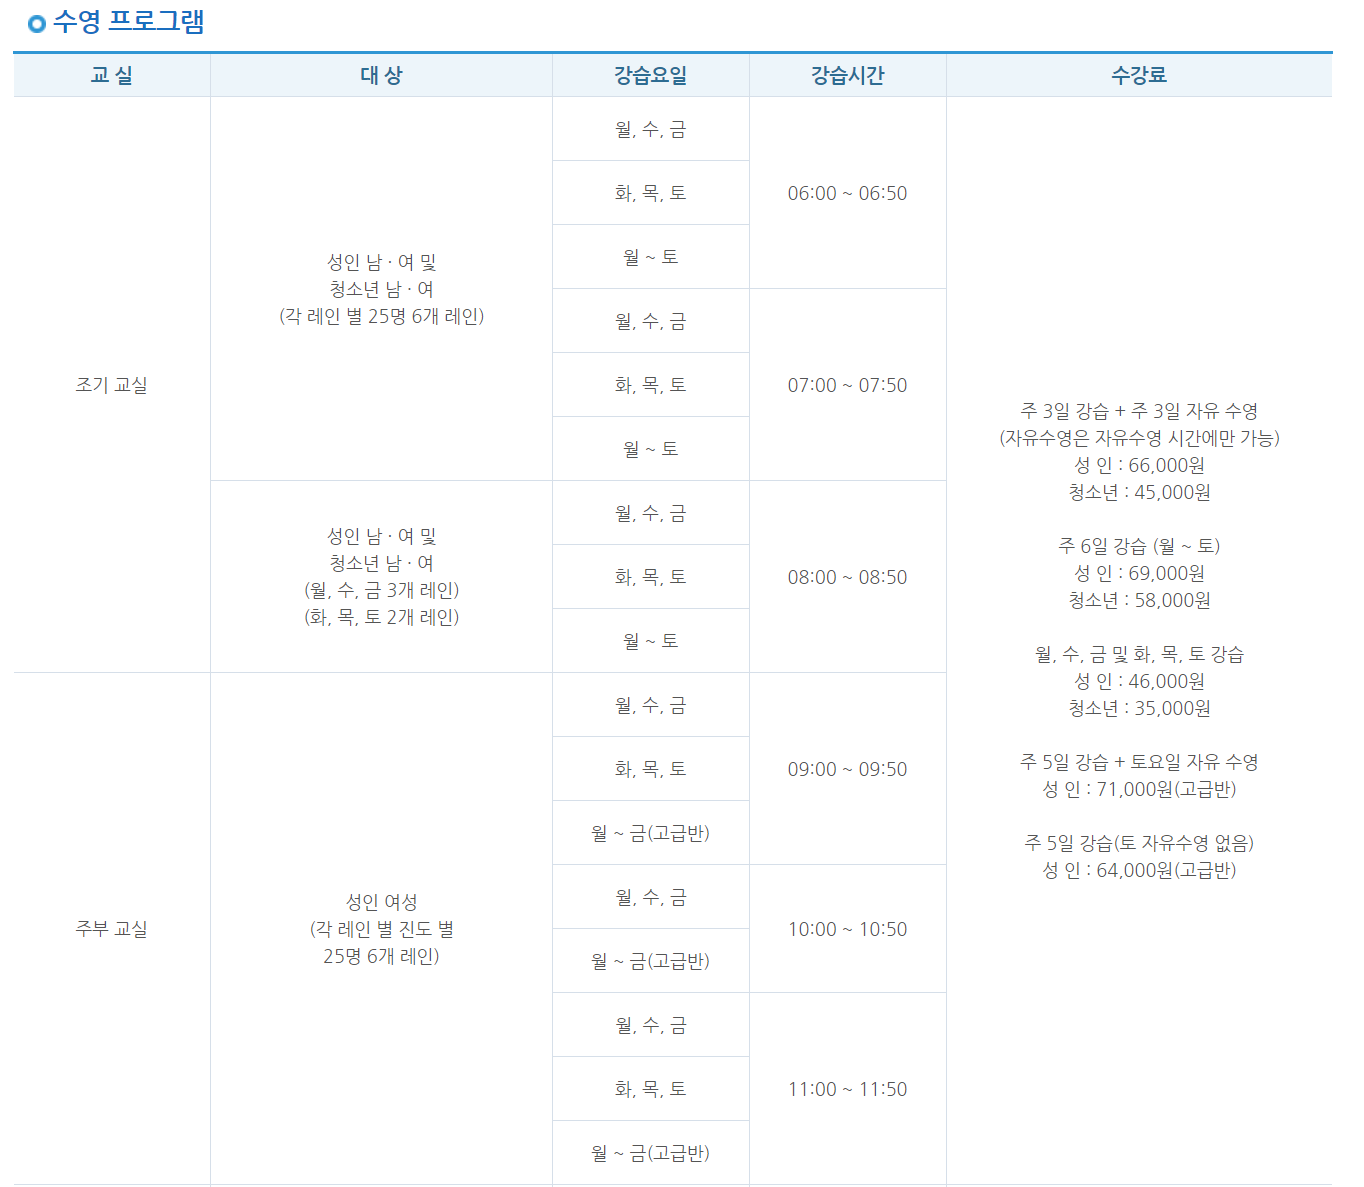 수영 프로그램
교 실
대 상
강습요일
강습시간
수강료
조기 교실
성인 남 · 여 및
청소년 남 · 여
(각 레인 별 25명 6개 레인)
월, 수, 금
화, 목, 토
월 ~ 토
06:00 ~ 06:50
월, 수, 금
화, 목, 토
월 ~ 토
07:00 ~ 07:50
성인 남 · 여 및
청소년 남 · 여
(월, 수, 금 3개 레인)
(화, 목, 토 2개 레인)
월, 수, 금
화, 목, 토
월 ~ 토
08:00 ~ 08:50
주부 교실
성인 여성
(각 레인 별 진도 별
25명 6개 레인)
월, 수, 금
화, 목, 토
월 ~ 금(고급반)
09:00 ~ 09:50
월, 수, 금
월 ~ 금(고급반)
10:00 ~ 10:50
월, 수, 금
화, 목, 토
월 ~ 금(고급반)
11:00 ~ 11:50
주 3일 강습 + 주 3일 자유 수영
(자유수영은 자유수영 시간에만 가능)
성 인 : 66,000원
청소년 : 45,000원
주 6일 강습 (월 ~ 토)
성 인 : 69,000원
청소년 : 58,000원
월, 수, 금 및 화, 목, 토 강습
성 인 : 46,000원
청소년 : 35,000원
주 5일 강습 + 토요일 자유 수영
성 인 : 71,000원(고급반)
주 5일 강습(토 자유수영 없음)
성 인 : 64,000원(고급반)